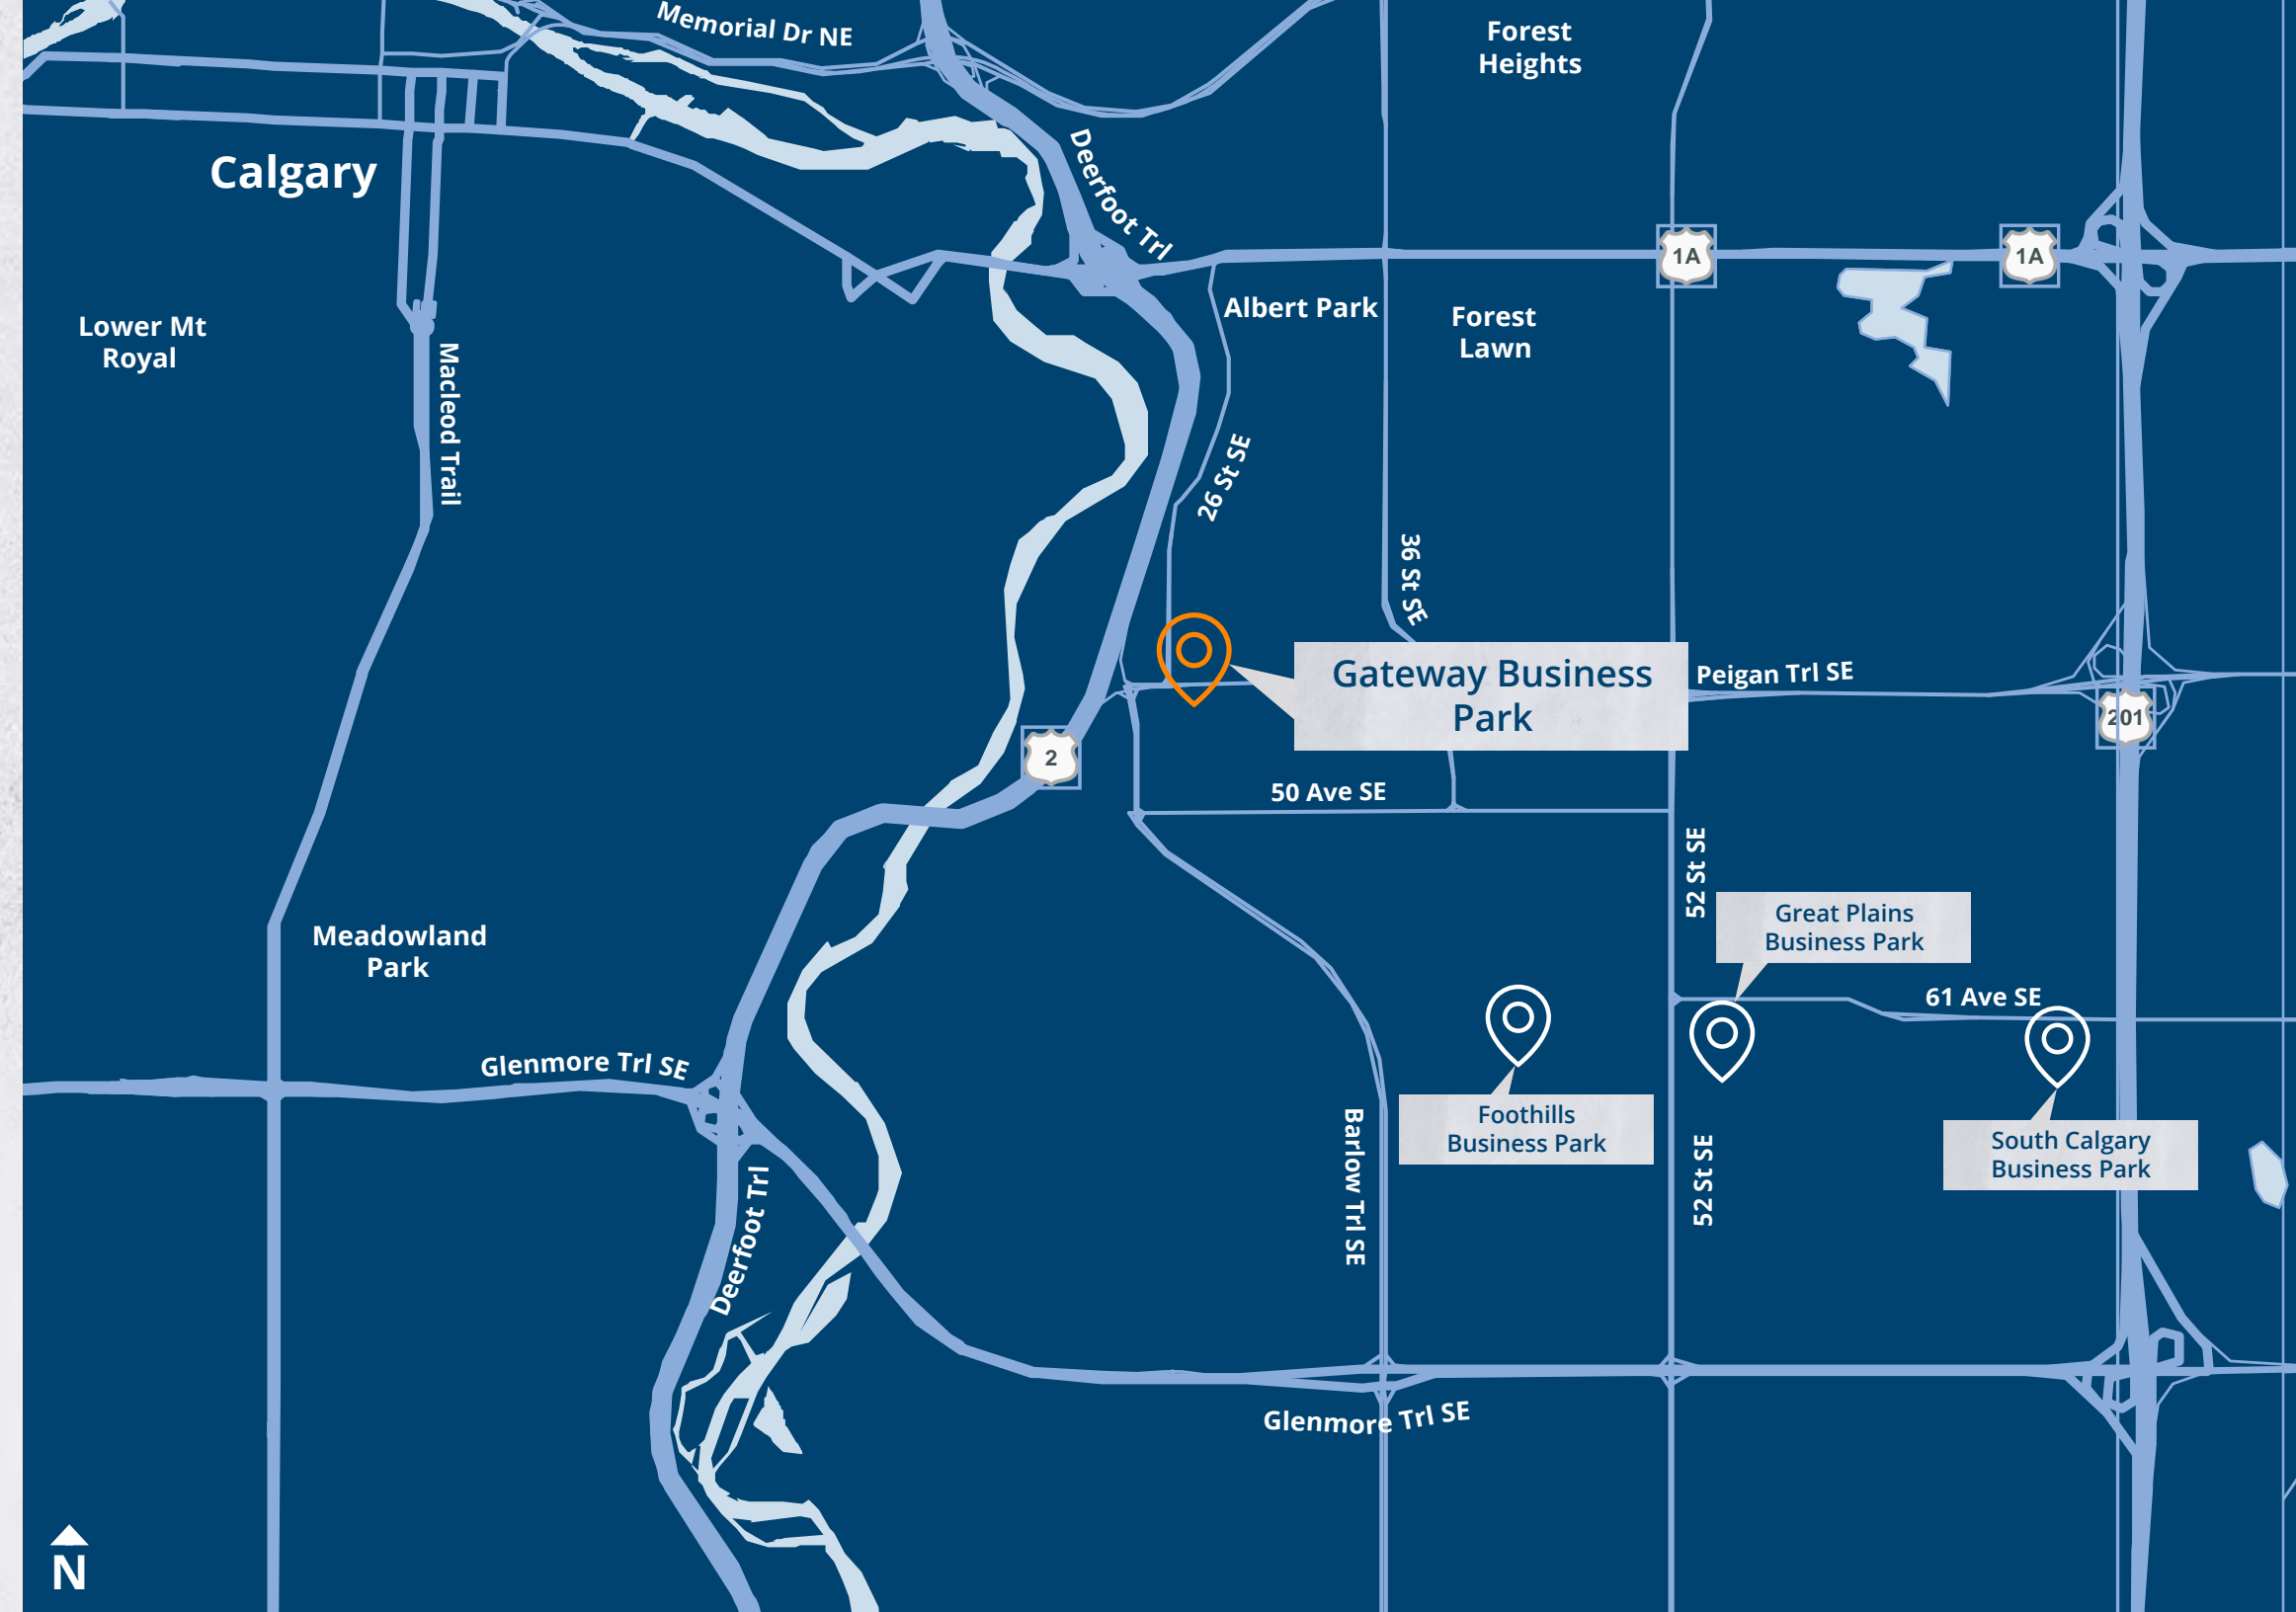 Memorial Dr NE
Forest
Heights
Deerfoot Trl
Calgary
1A
1A
Albert Park
Forest
Lawn
Lower Mt
Royal
Macleod Trail
26 St SE
36 St SE
Gateway Business
Park
Peigan Trl SE
201
2
50 Ave SE
52 St SE
Great Plains
Business Park
Meadowland
Park
61 Ave SE
Glenmore Trl SE
Foothills
Business Park
South Calgary
Business Park
Barlow Trl SE
52 St SE
Deerfoot Trl
Glenmore Trl SE
N